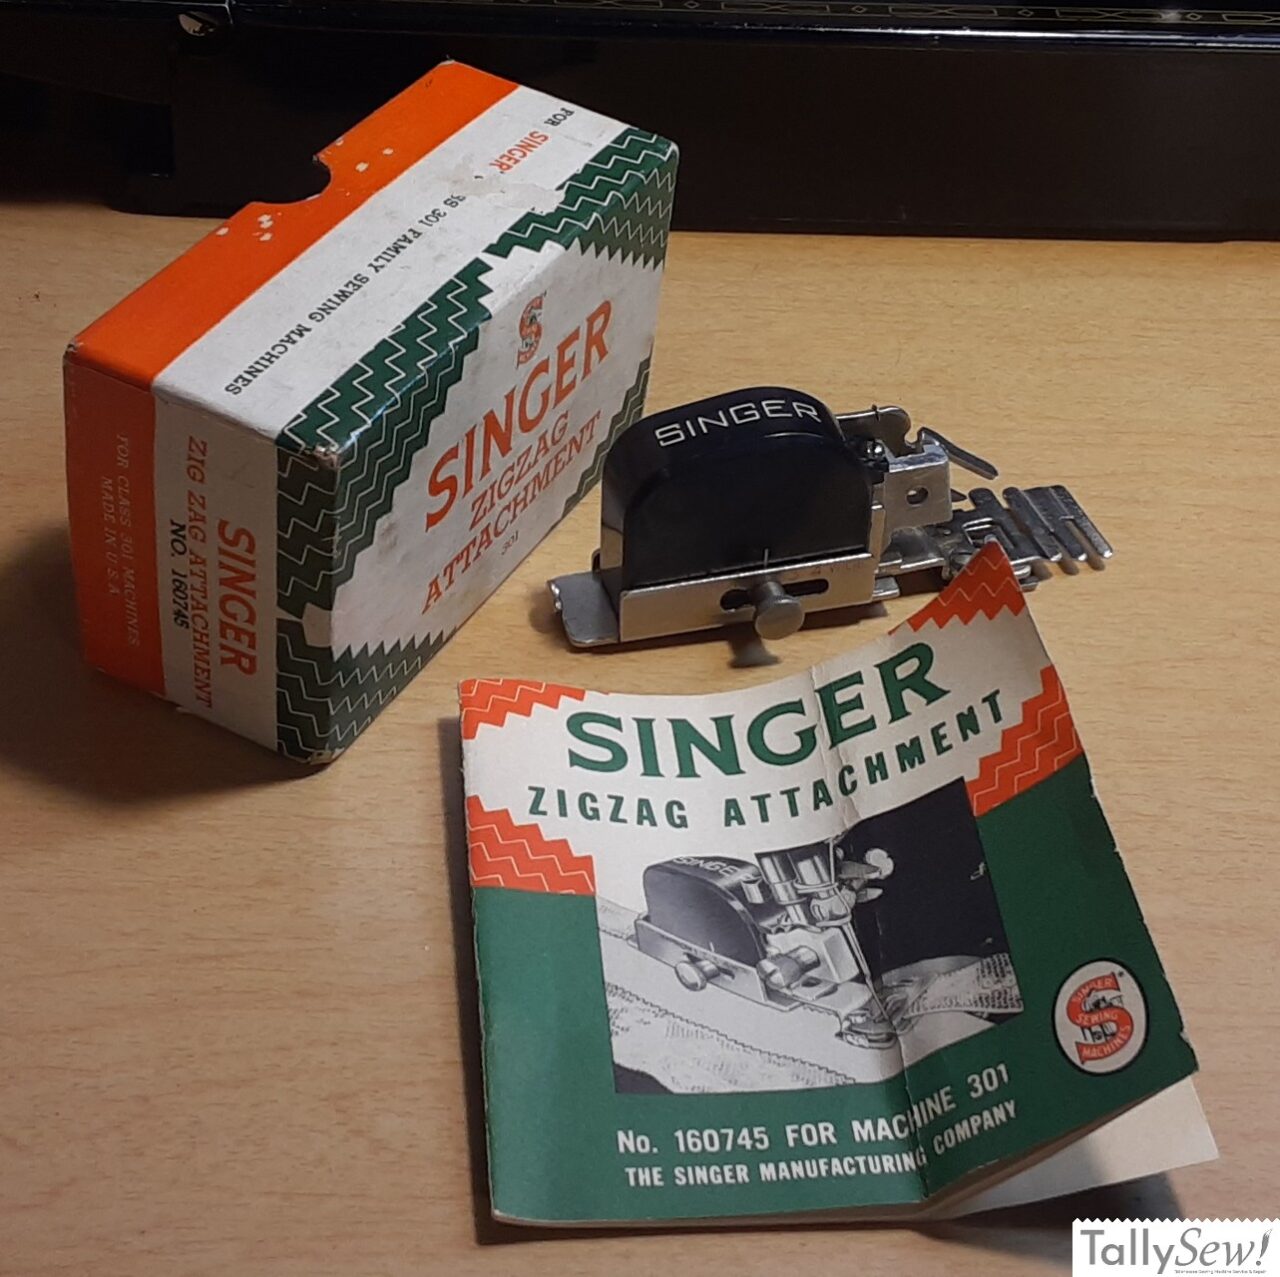 FOR SINGER*
301 FAMILY SEWING MACHINES
SINGER
ZIGZAG
ATTACHMENT
301
SINGER
ZIG ZAG ATTACHMENT
NO. 160745
FOR CLASS 301 MACHINES
MADE IN U.S.A.
SINGER
SINGER
ZIGZAG ATTACHMENT
SINGER
SINGER
SEWING
MACHINES
No. 160745 FOR MACHINE 301
THE SINGER MANUFACTURING COMPANY
TallySew!